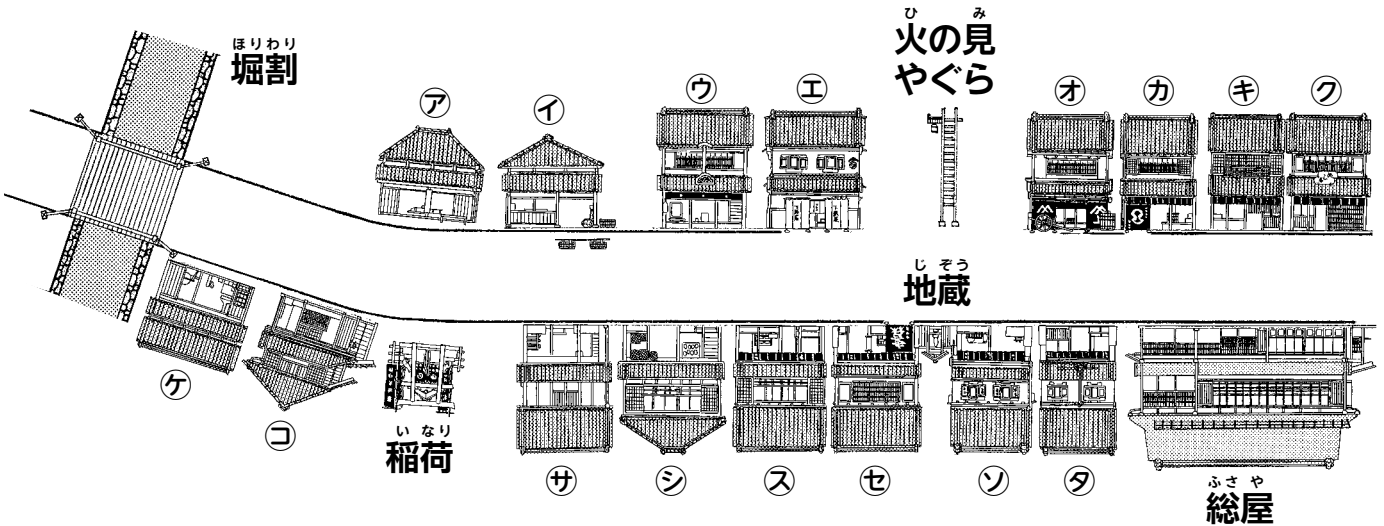 ほりわり
堀割
ひ み
火の見
やぐら
ア
イ
ウ
エ
オ
カ
キ
ク
じ ぞう
地蔵
ケ
コ
い なり
稲荷
サ
シ
ス
セ
ソ
タ
ふさ や
総屋